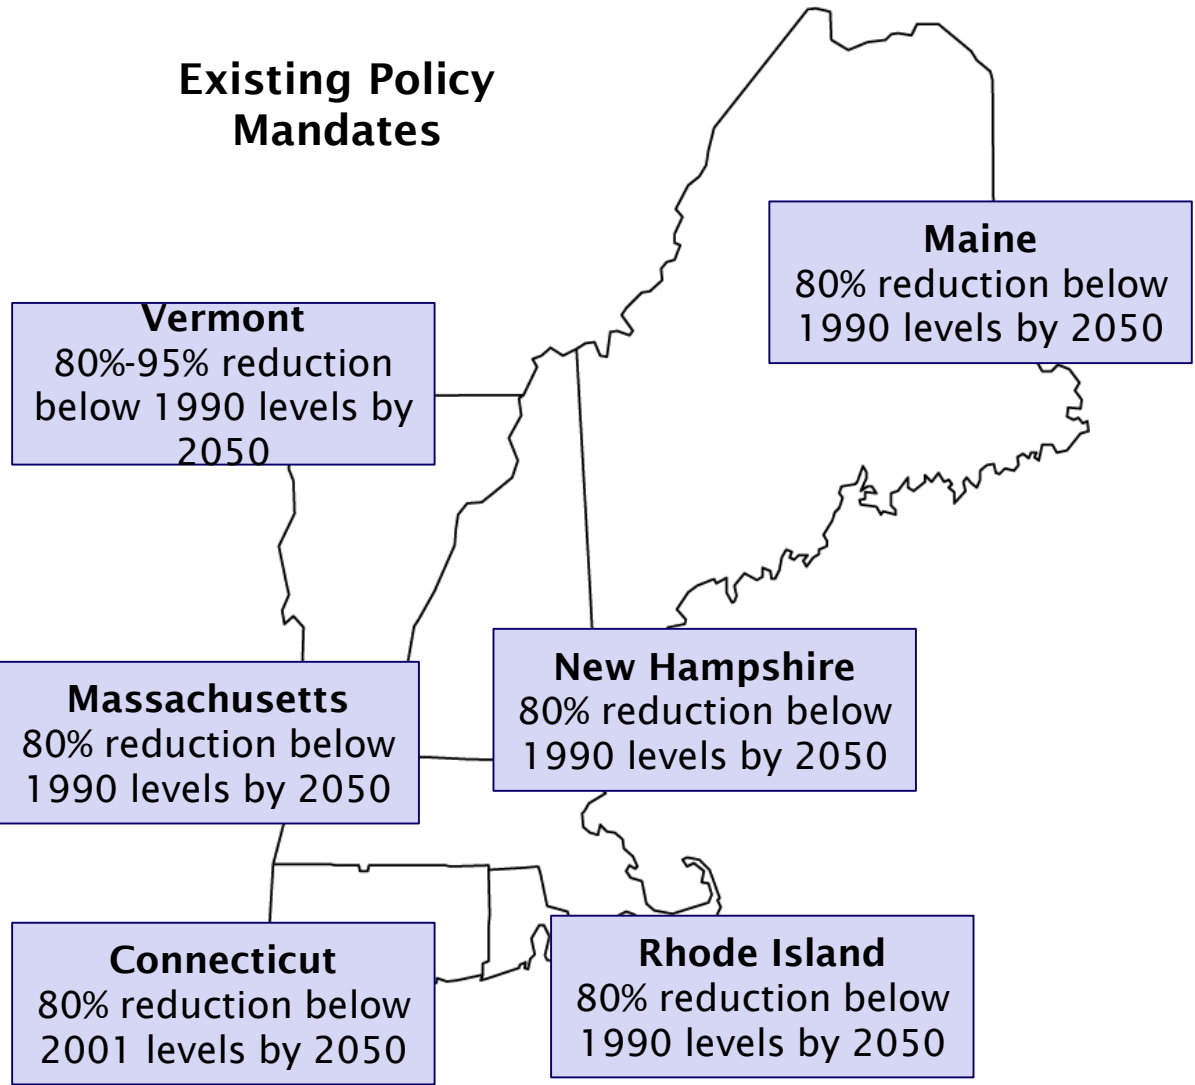 Existing Policy
Mandates
Maine
80% reduction below
1990 levels by 2050
Vermont
80%-95% reduction
below 1990 levels by
2050
New Hampshire
80% reduction below
1990 levels by 2050
Massachusetts
80% reduction below
1990 levels by 2050
Connecticut
80% reduction below
2001 levels by 2050
Rhode Island
80% reduction below
1990 levels by 2050